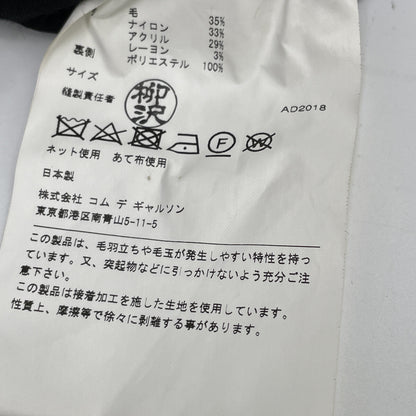 毛 35%
ナイロン 33%
アクリル 29%
レーヨン 3%
裏側 ポリエステル 100%
サイズ
縫製責任者 柳沢
AD2018
F
W
ネット使用 あて布使用
日本製
株式会社 コム デ ギャルソン
東京都港区南青山5-11-5
この製品は、毛羽立ちや毛玉が発生しやすい特性を持っ
ています。又、突起物などに引っかけないよう充分ご注
意下さい。
この製品は接着加工を施した生地を使用しています。
性質上、摩擦等で徐々に剥離する事があります。